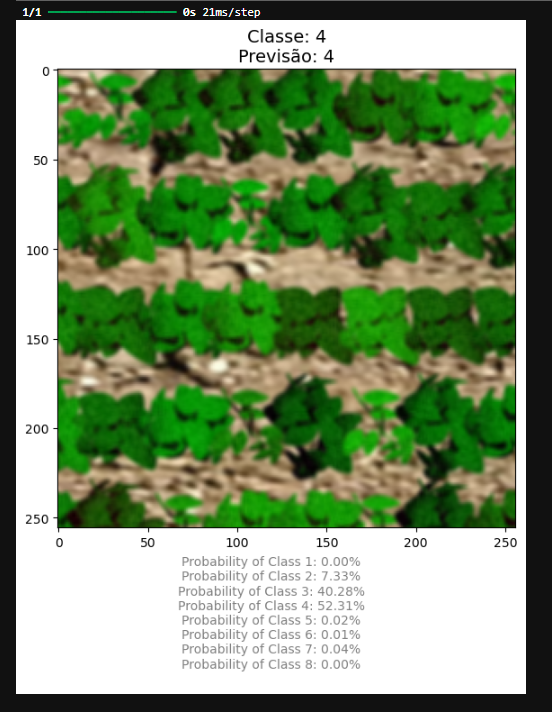 1/1 0s 21ms/step
Classe: 4
Previsão: 4
0
50
100
150
200
250
0 50 100 150 200 250
Probability of Class 1: 0.00%
Probability of Class 2: 7.33%
Probability of Class 3: 40.28%
Probability of Class 4: 52.31%
Probability of Class 5: 0.02%
Probability of Class 6: 0.01%
Probability of Class 7: 0.04%
Probability of Class 8: 0.00%